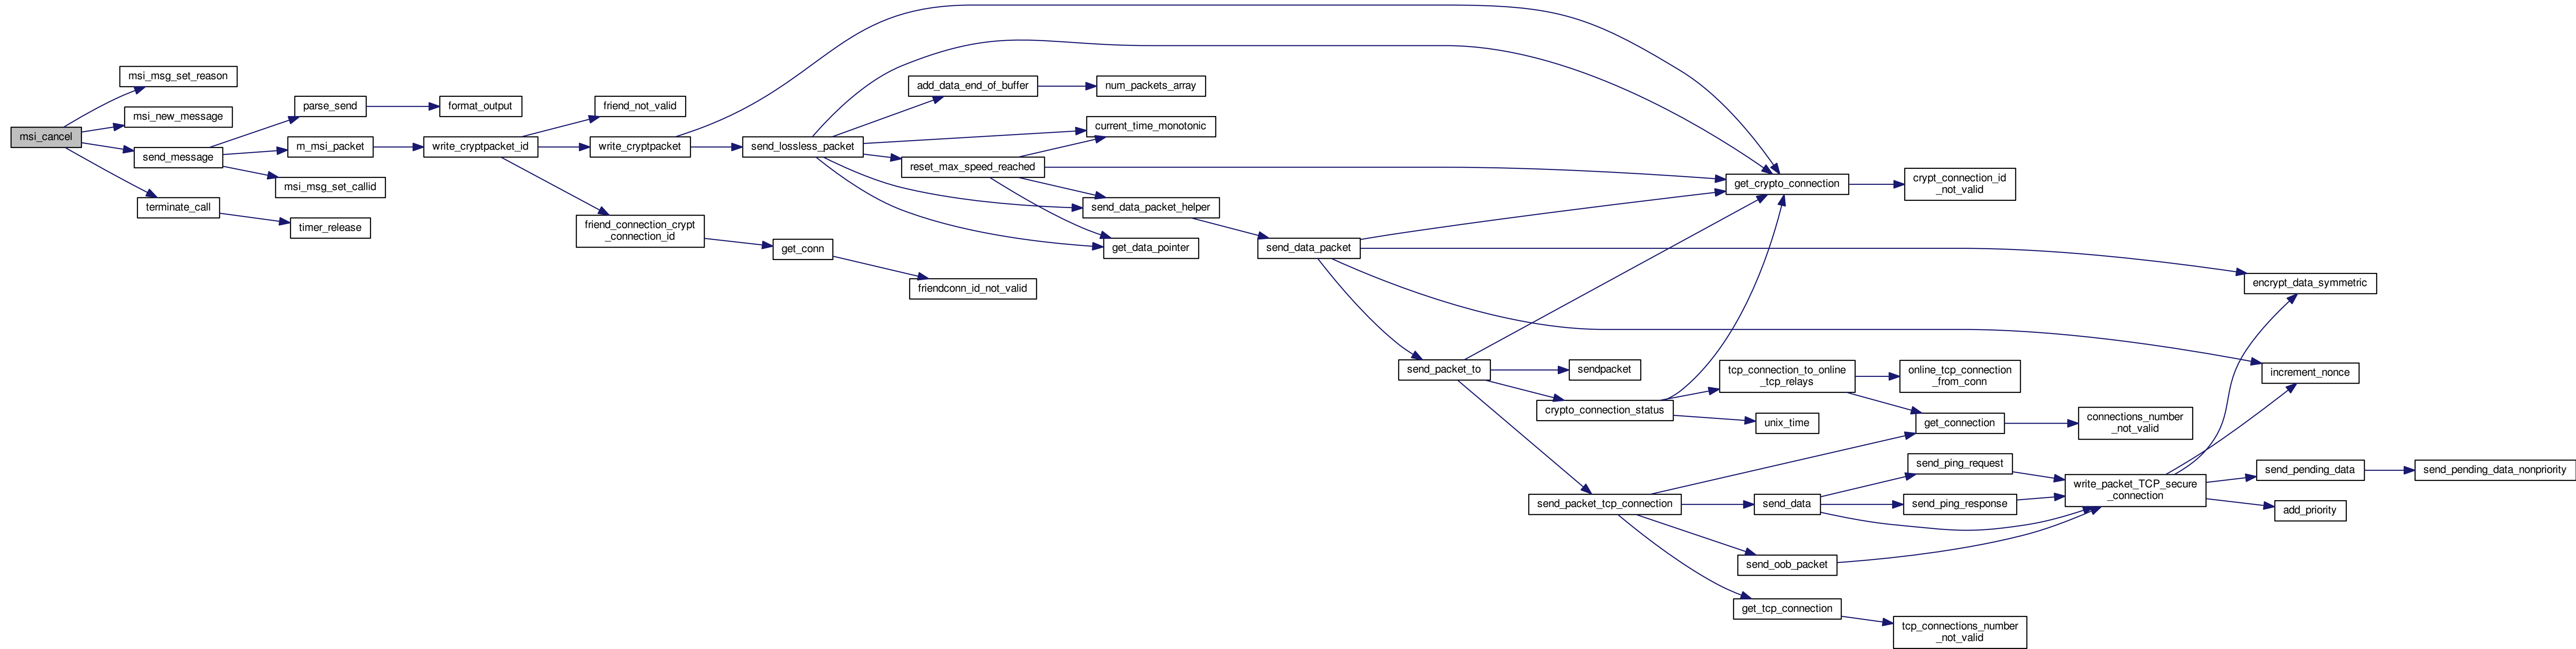 msi_cancel
msi_msg_set_reason
msi_new_message
send_message
terminate_call
parse_send
m_msi_packet
msi_msg_set_callid
timer_release
format_output
write_cryptpacket_id
friend_not_valid
write_cryptpacket
friend_connection_crypt
_connection_id
get_conn
friendconn_id_not_valid
send_lossless_packet
add_data_end_of_buffer
num_packets_array
current_time_monotonic
reset_max_speed_reached
send_data_packet_helper
get_data_pointer
send_data_packet
get_crypto_connection
crypt_connection_id
_not_valid
encrypt_data_symmetric
increment_nonce
send_packet_to
sendpacket
crypto_connection_status
tcp_connection_to_online
_tcp_relays
online_tcp_connection
_from_conn
unix_time
get_connection
connections_number
_not_valid
send_packet_tcp_connection
send_data
send_ping_request
send_ping_response
write_packet_TCP_secure
_connection
send_pending_data
send_pending_data_nonpriority
add_priority
send_oob_packet
get_tcp_connection
tcp_connections_number
_not_valid